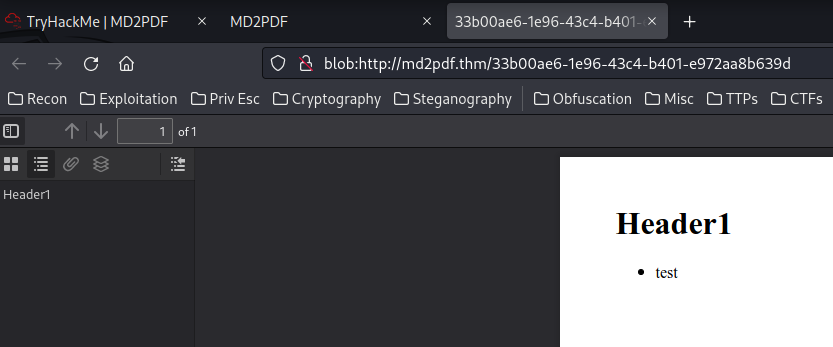 TryHackMe | MD2PDF
MD2PDF
33b00ae6-1e96-43c4-b401-
blob:http://md2pdf.thm/33b00ae6-1e96-43c4-b401-e972aa8b639d
Recon Exploitation Priv Esc Cryptography Steganography Obfuscation Misc TTPs CTFs
1 of 1
Header1
Header1
• test